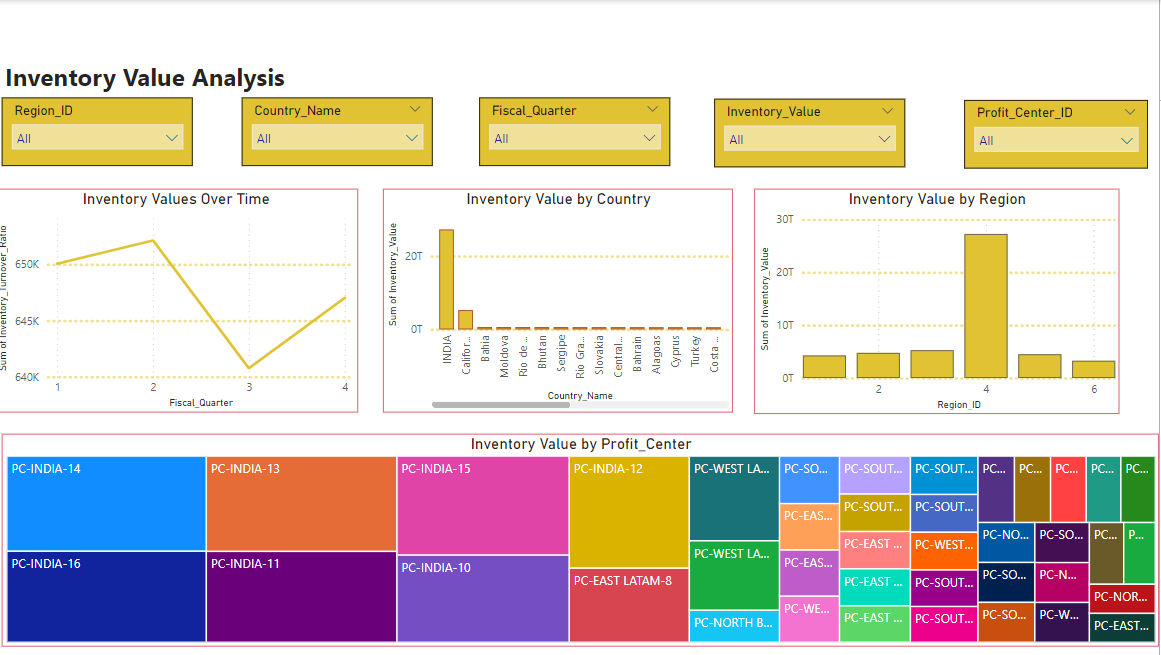 Inventory Value Analysis
Region_ID
All
Country_Name
All
Fiscal_Quarter
All
Inventory_Value
All
Profit_Center_ID
All
Inventory Values Over Time
Sum of Inventory_Turnover_Ratio
650K
645K
640K
1 2 3 4
Fiscal_Quarter
Inventory Value by Country
Sum of Inventory_Value
20T
0T
INDIA
Califor...
Bahia
Moldova
Rio de ...
Bhutan
Sergipe
Rio Gra...
Slovakia
Central...
Bahrain
Alagoas
Cyprus
Turkey
Costa ...
Country_Name
Inventory Value by Region
Sum of Inventory_Value
30T
20T
10T
0T
2 4 6
Region_ID
Inventory Value by Profit_Center
PC-INDIA-14
PC-INDIA-16
PC-INDIA-13
PC-INDIA-11
PC-INDIA-15
PC-INDIA-10
PC-INDIA-12
PC-EAST LATAM-8
PC-WEST LA...
PC-WEST LA...
PC-NORTH B...
PC-SO...
PC-EAS...
PC-EAS...
PC-WE...
PC-SOUT...
PC-SOUT...
PC-EAST ...
PC-EAST ...
PC-EAST ...
PC-SOUT...
PC-SOUT...
PC-WEST...
PC-SOUT...
PC-SOUT...
PC...
PC...
PC...
PC...
PC...
PC-NO...
PC-SO...
PC-SO...
PC-SO...
PC-N...
PC-W...
PC...
P...
PC-NOR...
PC-EAST...